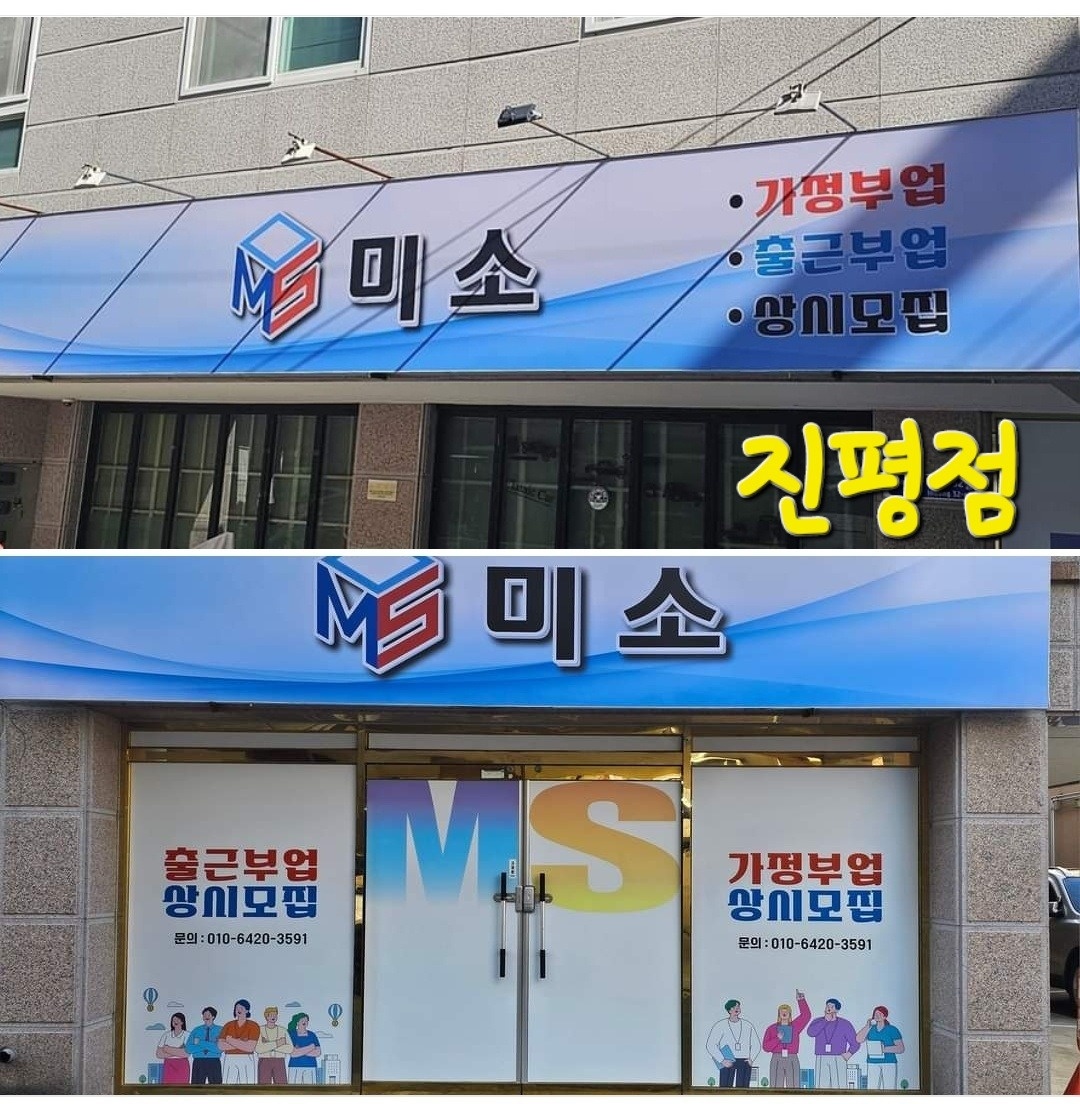 MS 미소
• 가정부업
• 출근부업
• 상시모집
진평점
MS 미소
MS
출근부업
상시모집
문의 : 010-6420-3591
가정부업
상시모집
문의 : 010-6420-3591